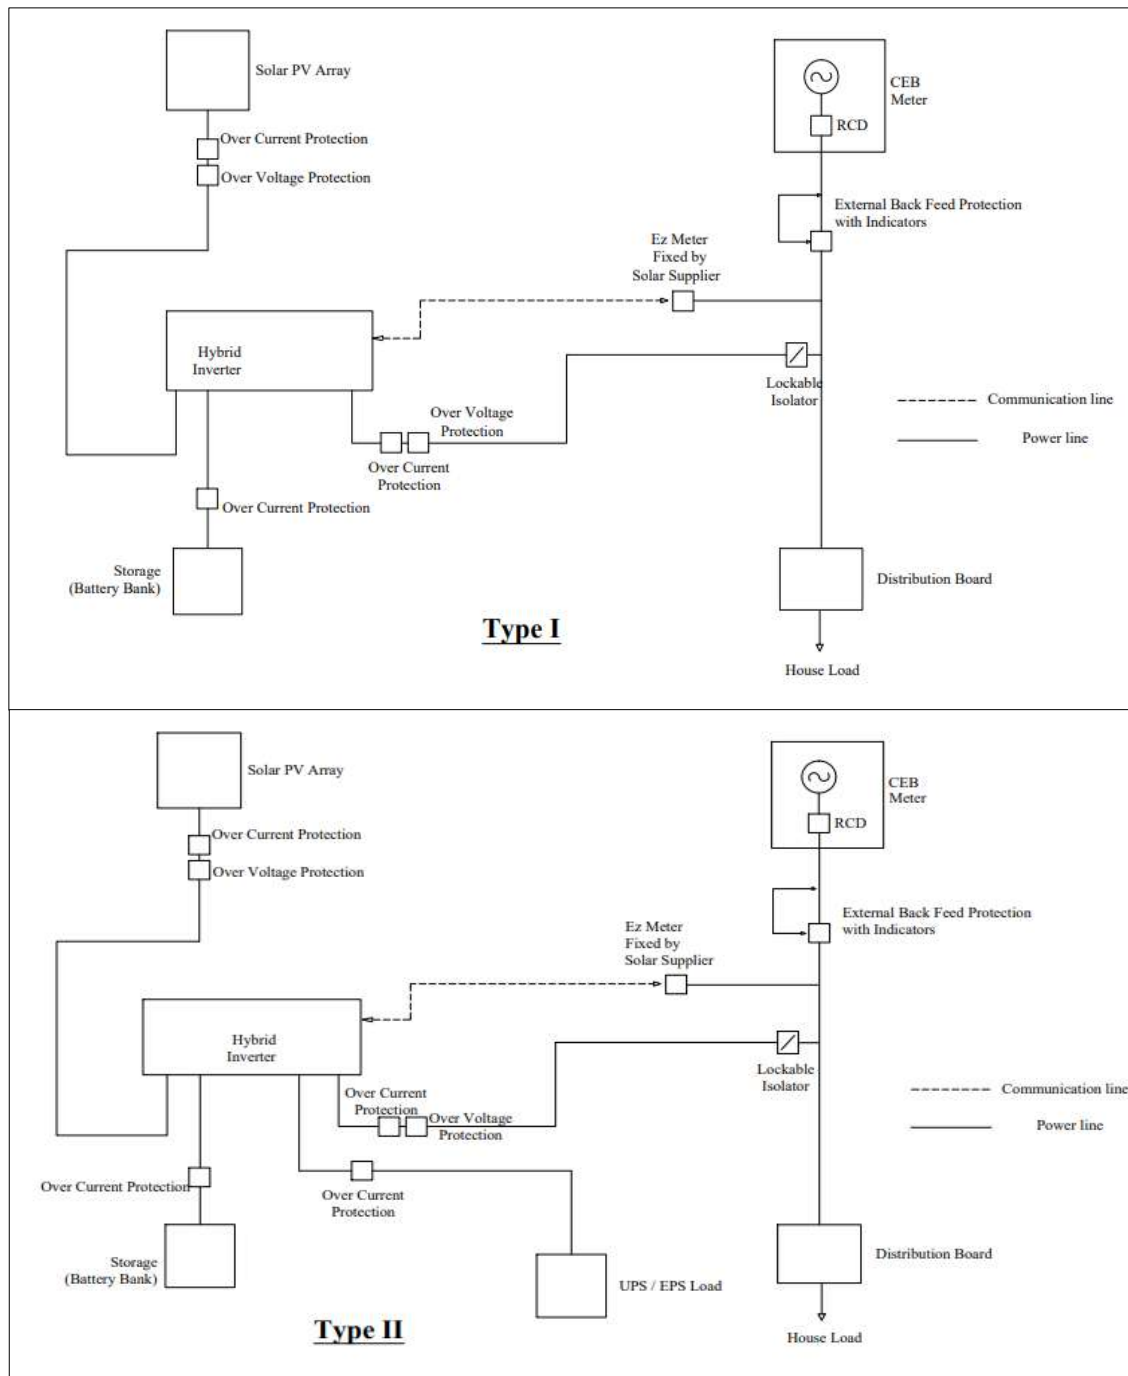 Solar PV Array
CEB
Meter
RCD
Over Current Protection
Over Voltage Protection
External Back Feed Protection
with Indicators
Ez Meter
Fixed by
Solar Supplier
Hybrid
Inverter
Lockable
Isolator
Communication line
Power line
Over Voltage
Protection
Over Current
Protection
Over Current Protection
Storage
(Battery Bank)
Distribution Board
Type I
House Load
Solar PV Array
CEB
Meter
RCD
Over Current Protection
Over Voltage Protection
External Back Feed Protection
with Indicators
Ez Meter
Fixed by
Solar Supplier
Hybrid
Inverter
Lockable
Isolator
Communication line
Power line
Over Current
Protection
Over Voltage
Protection
Over Current Protection
Over Current
Protection
Storage
(Battery Bank)
UPS / EPS Load
Distribution Board
Type II
House Load